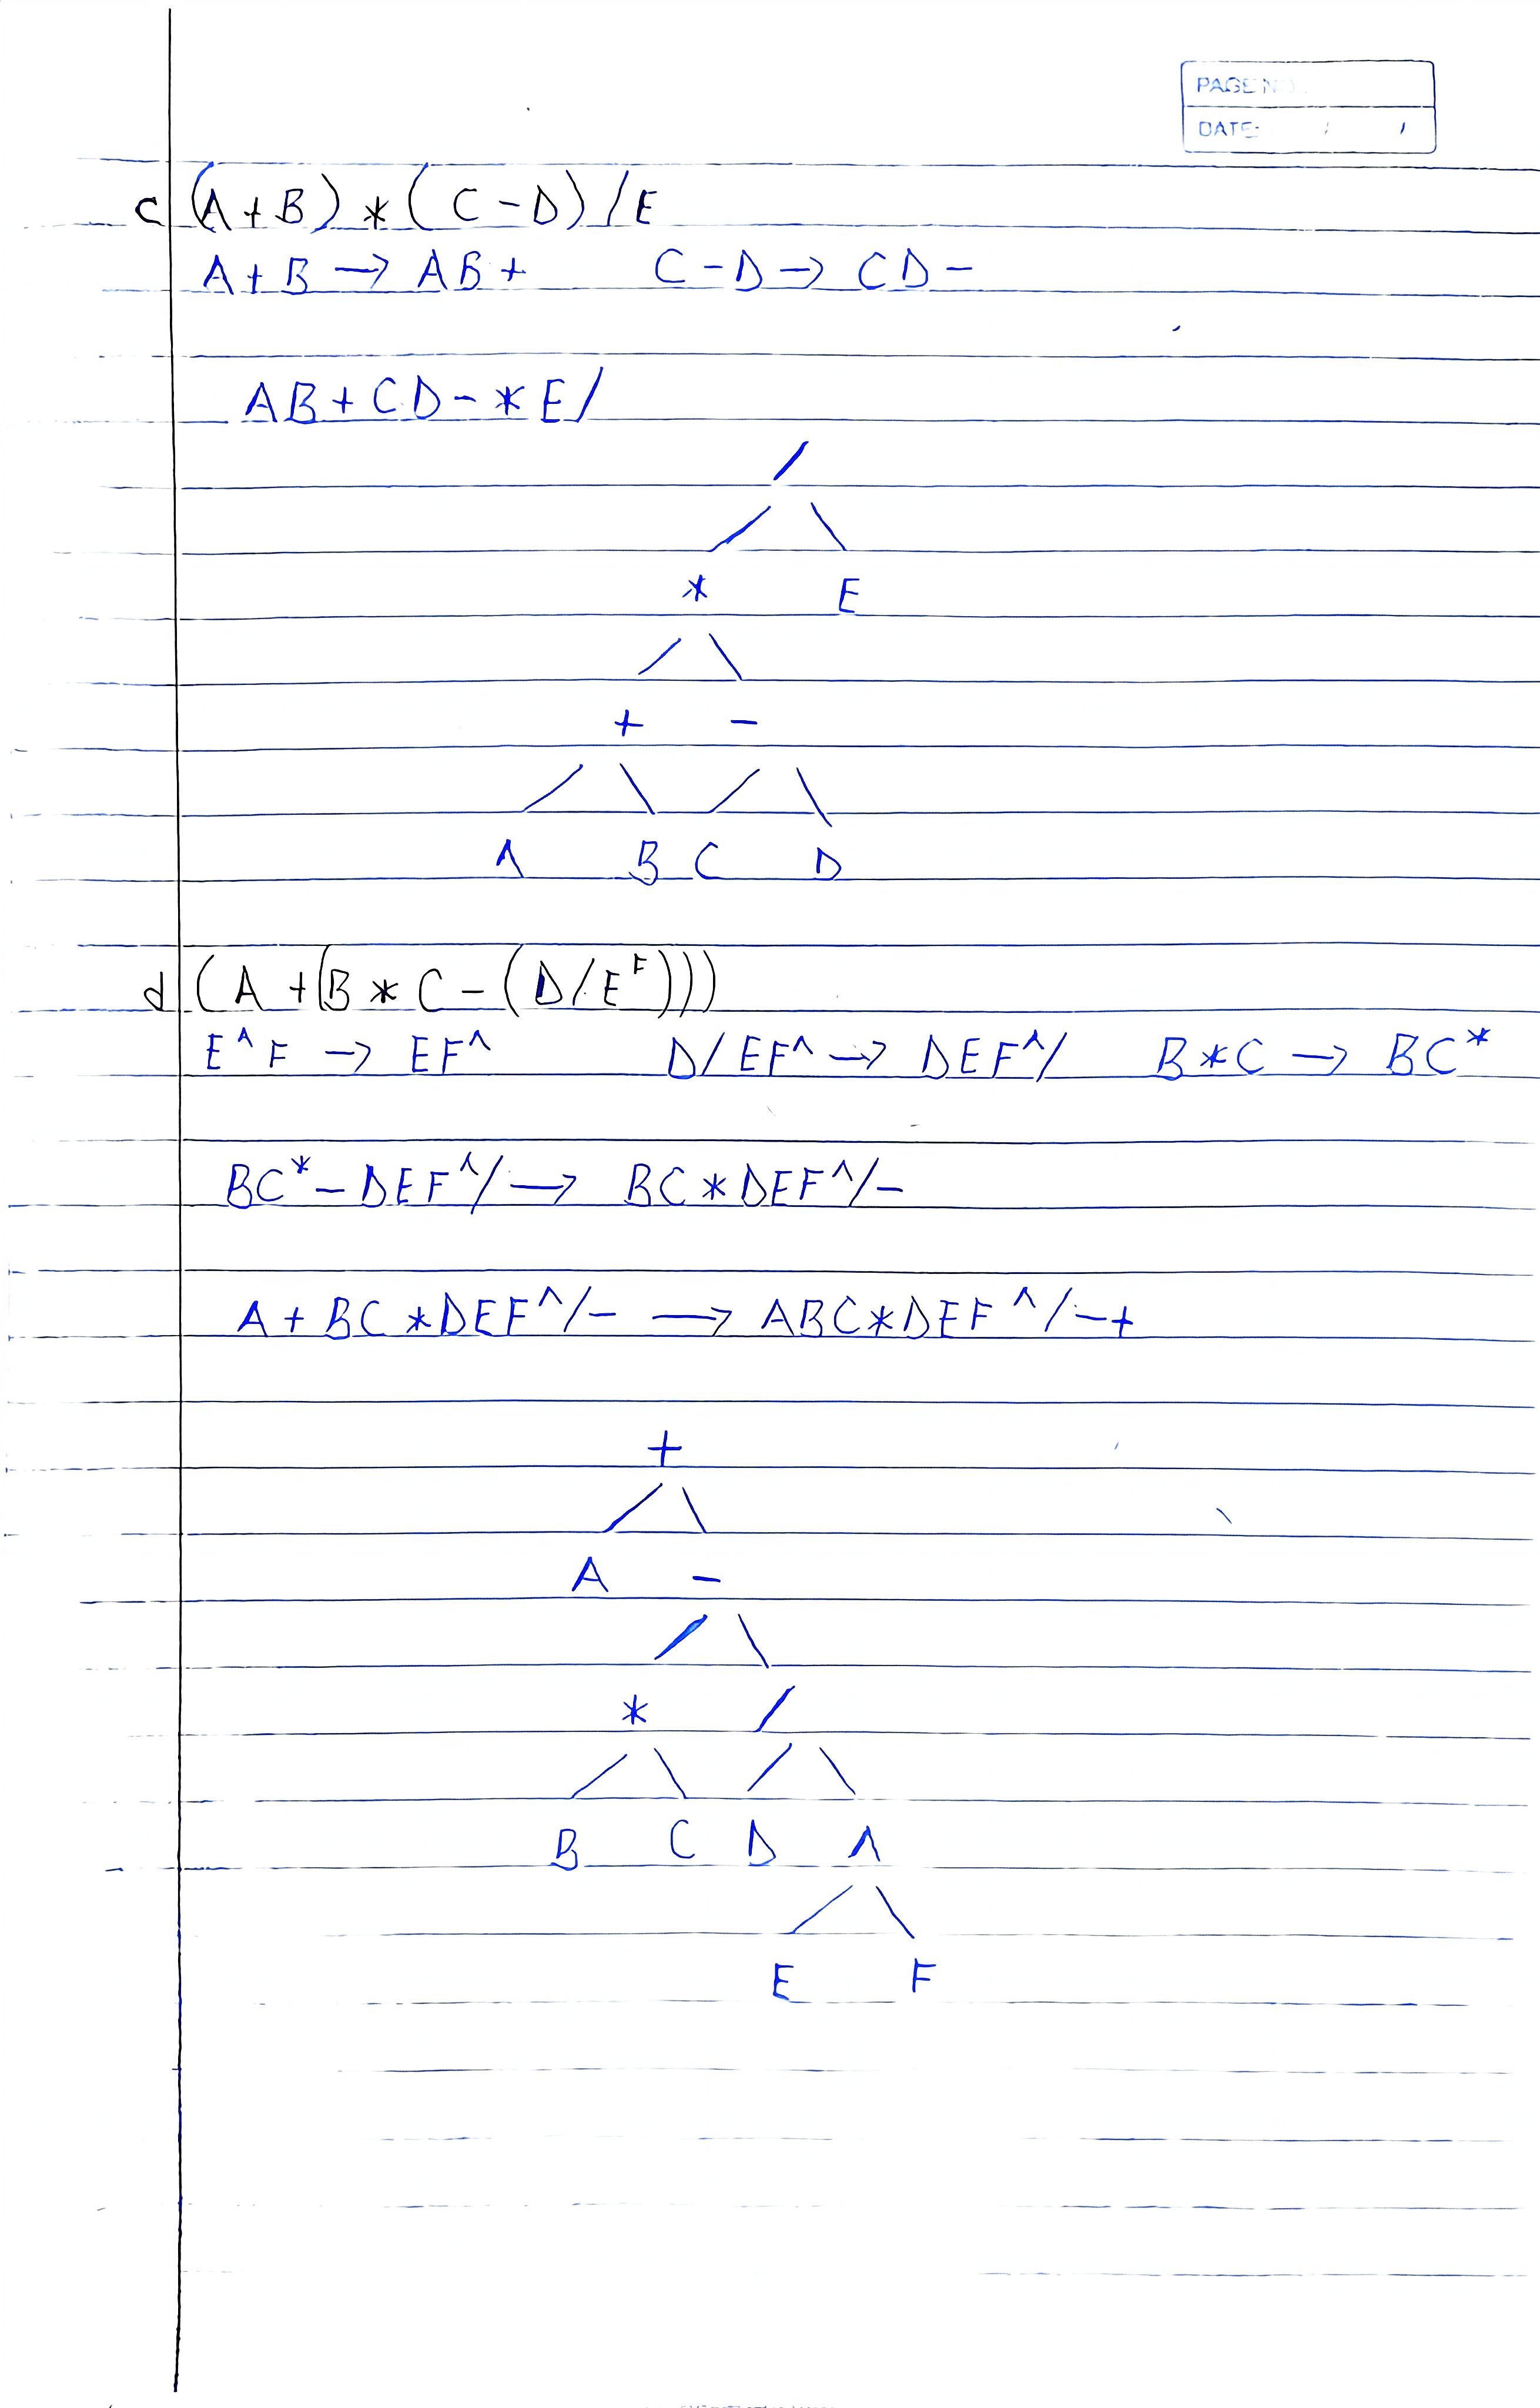 PAGE NO.
DATE: / /
c (A+B) * (C-D) /E
A+B → AB+ C-D → CD-
AB+CD-*E/
/
* E
+ -
A B C D
d (A+(B*C-(D/E^F)))
E^F → EF^ D/EF^ → DEF^/ B*C → BC*
BC*-DEF^/ → BC*DEF^/-
A+BC*DEF^/- → ABC*DEF^/-+
+
A -
* /
B C D ^
E F